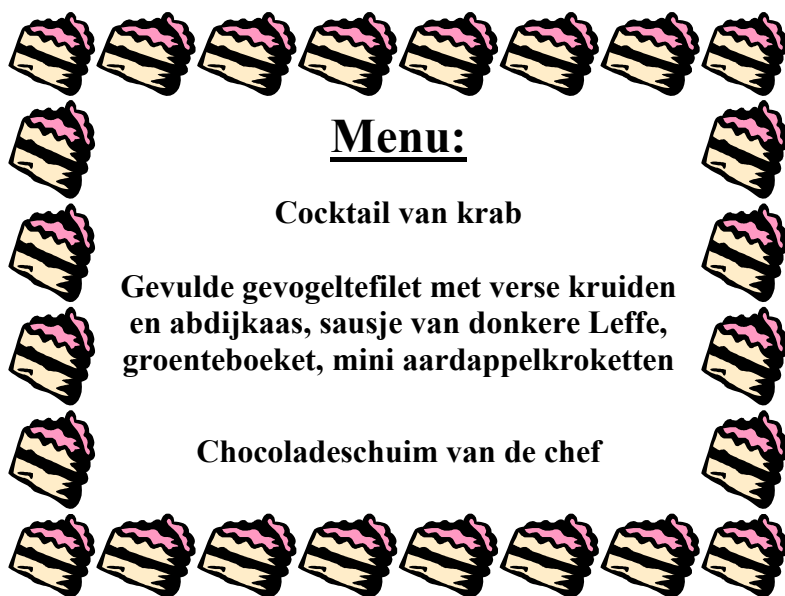 Menu:
Cocktail van krab
Gevulde gevogeltefilet met verse kruiden
en abdijkaas, sausje van donkere Leffe,
groenteboeket, mini aardappelkroketten
Chocoladeschuim van de chef